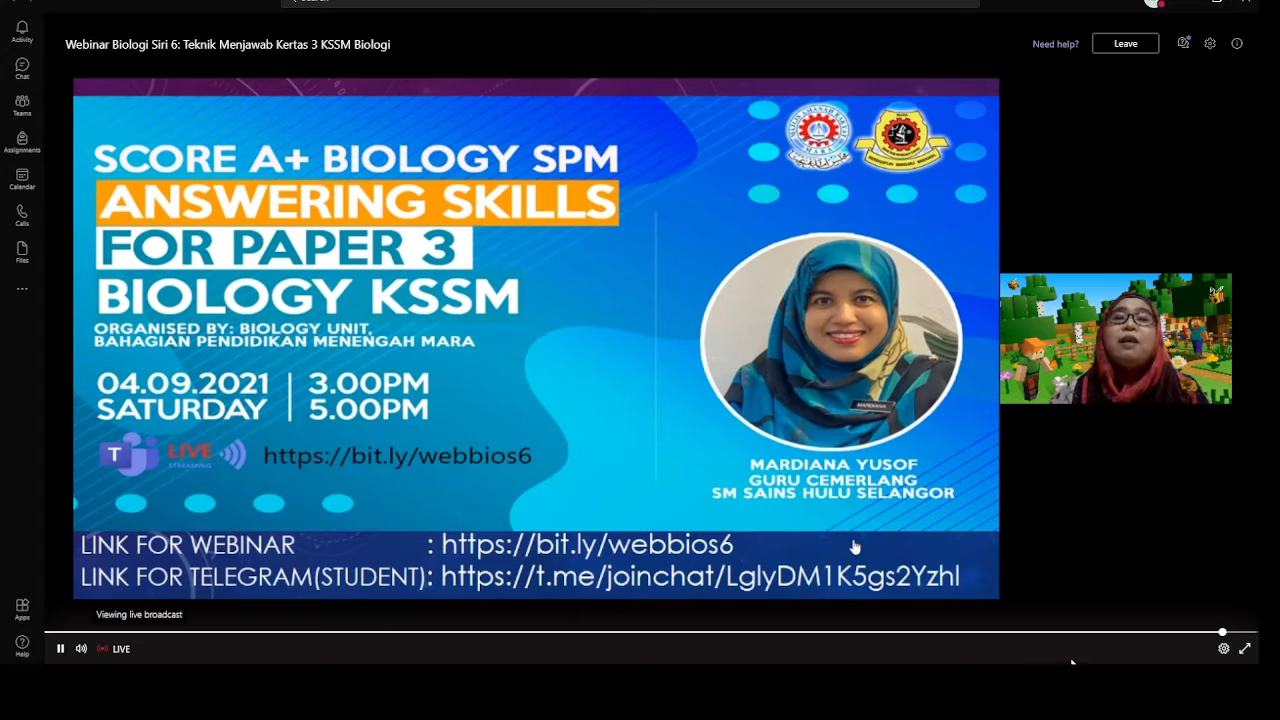 Search
Activity
Chat
Teams
Assignments
Calendar
Calls
Files
Apps
Help
Webinar Biologi Siri 6: Teknik Menjawab Kertas 3 KSSM Biologi
Need help?
Leave
SCORE A+ BIOLOGY SPM
ANSWERING SKILLS
FOR PAPER 3
BIOLOGY KSSM
ORGANISED BY: BIOLOGY UNIT,
BAHAGIAN PENDIDIKAN MENENGAH MARA
04.09.2021 | 3.00PM
SATURDAY | 5.00PM
T LIVE https://bit.ly/webbios6
STREAMING
MARA
MARDIANA
MARDIANA YUSOF
GURU CEMERLANG
SM SAINS HULU SELANGOR
LINK FOR WEBINAR : https://bit.ly/webbios6
LINK FOR TELEGRAM(STUDENT): https://t.me/joinchat/LglyDM1K5gs2Yzhl
Viewing live broadcast
LIVE